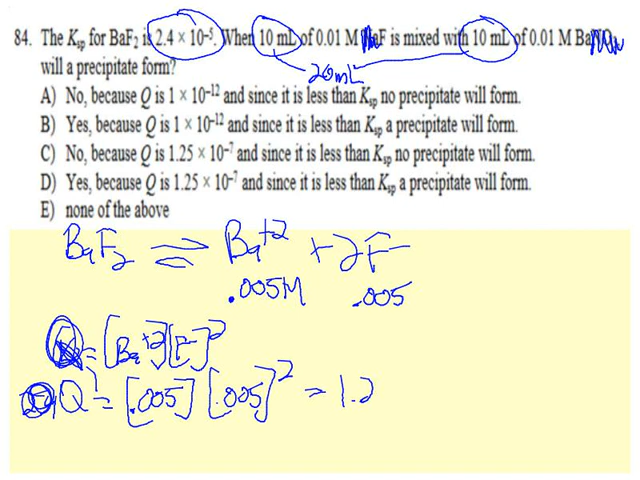 84. The Ksp for BaF₂ is 2.4 × 10⁻⁵. When 10 mL of 0.01 M NaF is mixed with 10 mL of 0.01 M
will a precipitate form?
20mL
A) No, because Q is 1 × 10⁻¹² and since it is less than Ksp no precipitate will form.
B) Yes, because Q is 1 × 10⁻¹² and since it is less than Ksp a precipitate will form.
C) No, because Q is 1.25 × 10⁻⁷ and since it is less than Ksp no precipitate will form.
D) Yes, because Q is 1.25 × 10⁻⁷ and since it is less than Ksp a precipitate will form.
E) none of the above
BaF₂ ⇌ Ba⁺² + 2F⁻
.005M .005
= [Ba⁺²][F⁻]²
Q = [.005] [.005]² = 1.2